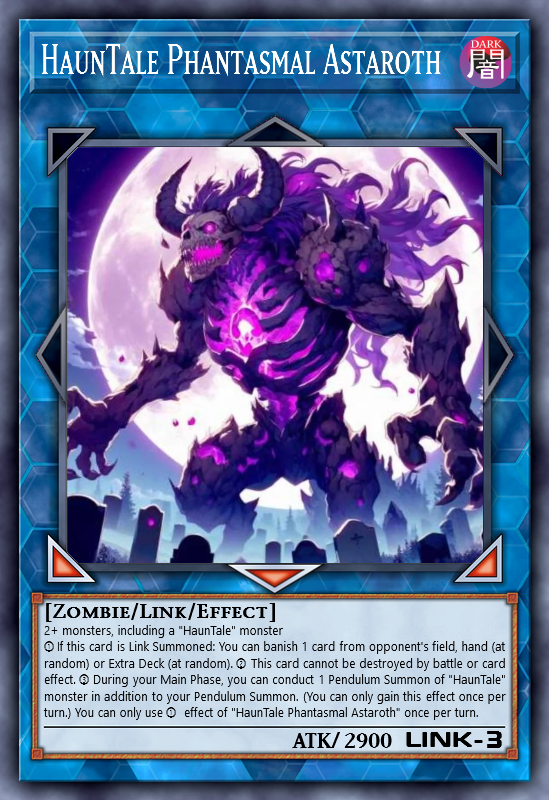 HaunTale Phantasmal Astaroth
DARK
闇
[Zombie/Link/Effect]
2+ monsters, including a "HaunTale" monster
① If this card is Link Summoned: You can banish 1 card from opponent's field, hand (at
random) or Extra Deck (at random). ② This card cannot be destroyed by battle or card
effect. ③ During your Main Phase, you can conduct 1 Pendulum Summon of "HaunTale"
monster in addition to your Pendulum Summon. (You can only gain this effect once per
turn.) You can only use ① effect of "HaunTale Phantasmal Astaroth" once per turn.
ATK/ 2900 LINK-3